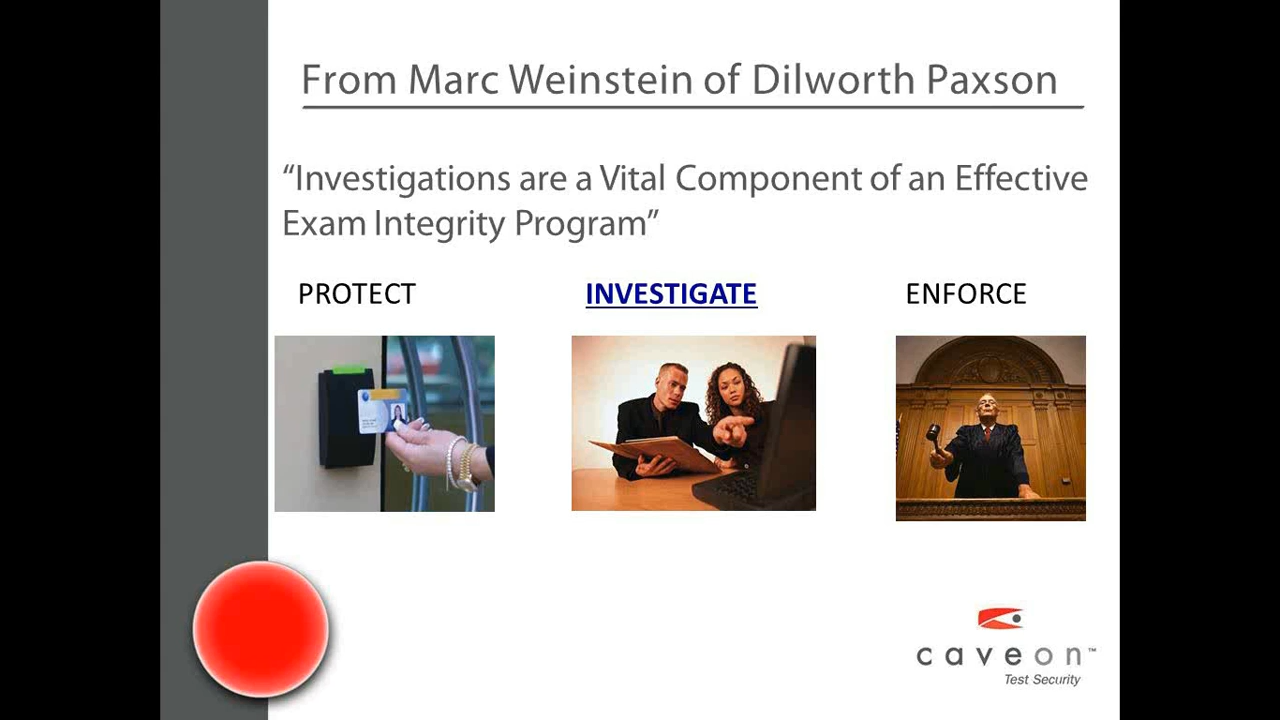 From Marc Weinstein of Dilworth Paxson
“Investigations are a Vital Component of an Effective
Exam Integrity Program”
PROTECT
INVESTIGATE
ENFORCE
caveon™
Test Security